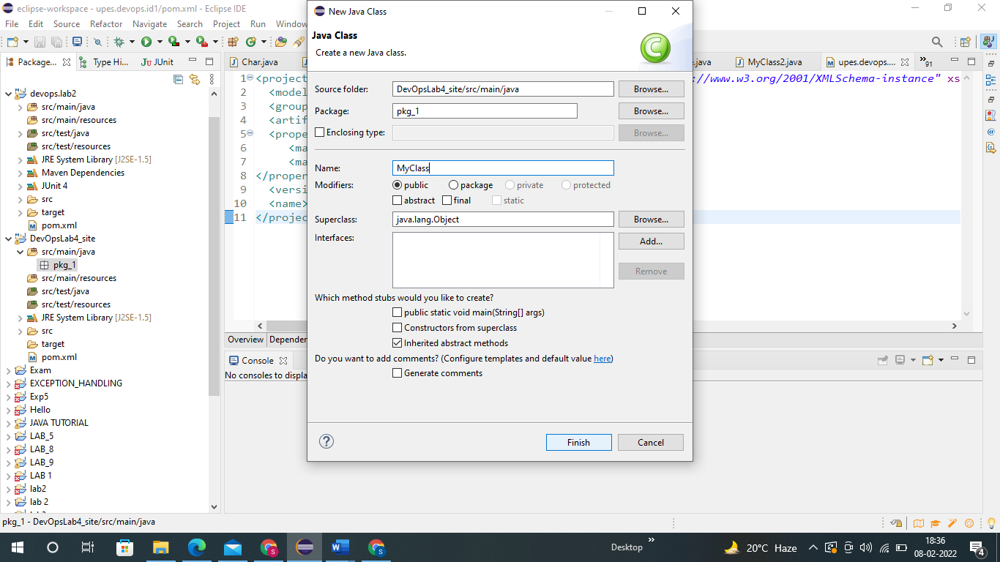 eclipse-workspace - upes.devops.id1/pom.xml - Eclipse IDE
File Edit Source Refactor Navigate Search Project Run Window
Package... Type Hi... JUnit
devops.lab2
src/main/java
src/main/resources
src/test/java
src/test/resources
JRE System Library [J2SE-1.5]
Maven Dependencies
JUnit 4
src
target
pom.xml
DevOpsLab4_site
src/main/java
pkg_1
src/main/resources
src/test/java
src/test/resources
JRE System Library [J2SE-1.5]
src
target
pom.xml
Exam
EXCEPTION_HANDLING
Exp5
Hello
JAVA TUTORIAL
LAB_5
LAB_8
LAB_9
LAB 1
lab2
lab 2
Char.java
.java MyClass2.java upes.devops.... 91
1 <project ://www.w3.org/2001/XMLSchema-instance" xs
2 <model
3 <group
4 <artif
5 <prope
6 <ma
7 <ma
8 </proper
9 <versi
10 <name>
11 </projec
Overview Dependen
Console
No consoles to displa
New Java Class
Java Class
Create a new Java class.
Source folder: DevOpsLab4_site/src/main/java Browse...
Package: pkg_1 Browse...
Enclosing type: Browse...
Name: MyClass
Modifiers: public package private protected
abstract final static
Superclass: java.lang.Object Browse...
Interfaces: Add...
Remove
Which method stubs would you like to create?
public static void main(String[] args)
Constructors from superclass
Inherited abstract methods
Do you want to add comments? (Configure templates and default value here)
Generate comments
Finish Cancel
pkg_1 - DevOpsLab4_site/src/main/java
Desktop 20°C Haze 18:36
08-02-2022 4